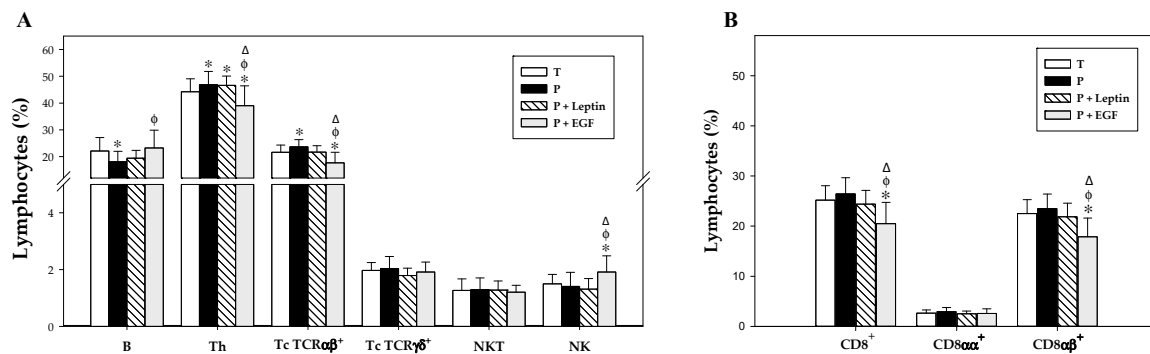 A
Lymphocytes (%)
60
50
40
30
20
4
2
0
T
P
P + Leptin
P + EGF
*
ϕ
*
*
Δ
ϕ
*
*
Δ
ϕ
*
Δ
ϕ
*
B
Th
Tc TCRαβ⁺
Tc TCRγδ⁺
NKT
NK
B
Lymphocytes (%)
50
40
30
20
10
0
T
P
P + Leptin
P + EGF
Δ
ϕ
*
Δ
ϕ
*
CD8⁺
CD8αα⁺
CD8αβ⁺